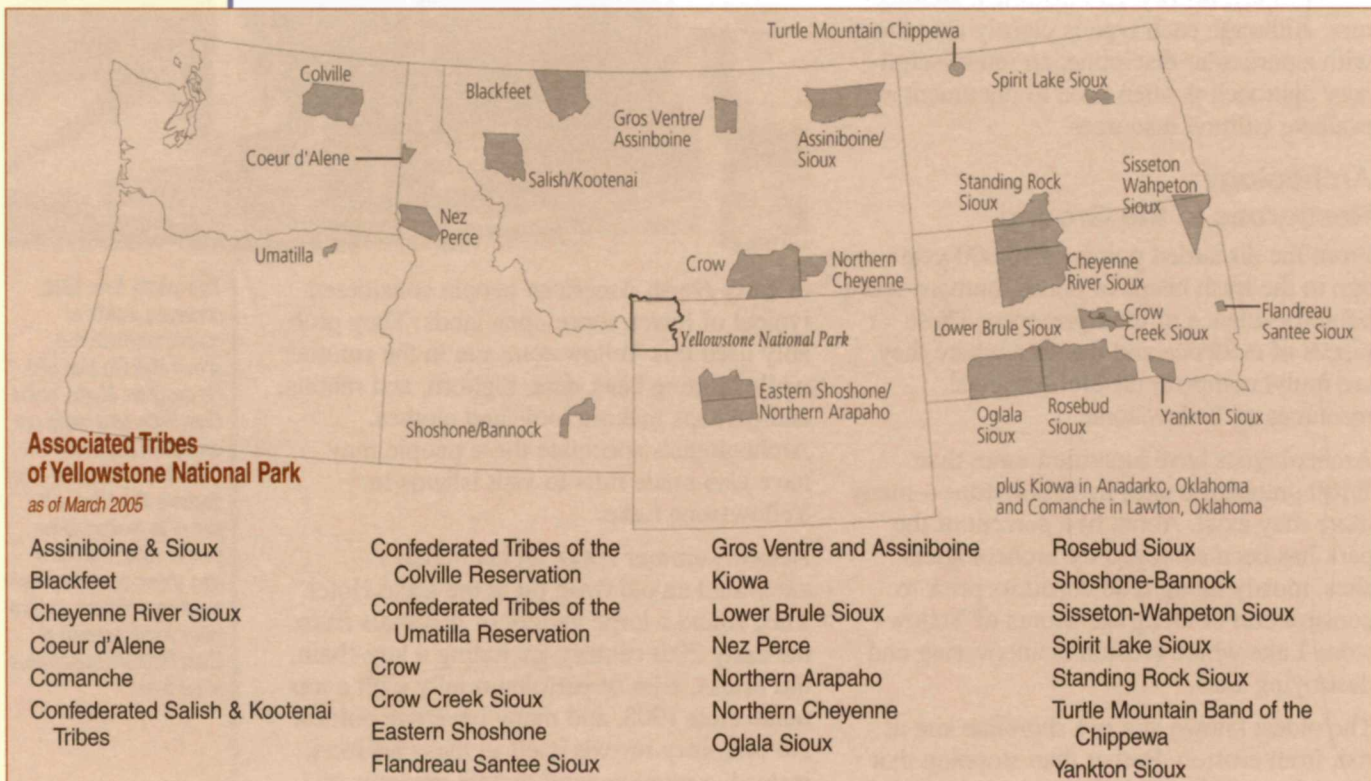 Turtle Mountain Chippewa
Colville
Blackfeet
Spirit Lake Sioux
Gros Ventre/
Assiniboine
Assiniboine/
Sioux
Coeur d'Alene
Salish/Kootenai
Sisseton
Wahpeton
Sioux
Standing Rock
Sioux
Nez
Perce
Umatilla
Crow
Northern
Cheyenne
Cheyenne
River Sioux
Yellowstone National Park
Lower Brule Sioux
Crow
Creek Sioux
Flandreau
Santee Sioux
Eastern Shoshone/
Northern Arapaho
Shoshone/Bannock
Oglala
Sioux
Rosebud
Sioux
Yankton Sioux
plus Kiowa in Anadarko, Oklahoma
and Comanche in Lawton, Oklahoma
Associated Tribes
of Yellowstone National Park
as of March 2005
Assiniboine & Sioux
Blackfeet
Cheyenne River Sioux
Coeur d'Alene
Comanche
Confederated Salish & Kootenai
Tribes
Confederated Tribes of the
Colville Reservation
Confederated Tribes of the
Umatilla Reservation
Crow
Crow Creek Sioux
Eastern Shoshone
Flandreau Santee Sioux
Gros Ventre and Assiniboine
Kiowa
Lower Brule Sioux
Nez Perce
Northern Arapaho
Northern Cheyenne
Oglala Sioux
Rosebud Sioux
Shoshone-Bannock
Sisseton-Wahpeton Sioux
Spirit Lake Sioux
Standing Rock Sioux
Turtle Mountain Band of the
Chippewa
Yankton Sioux